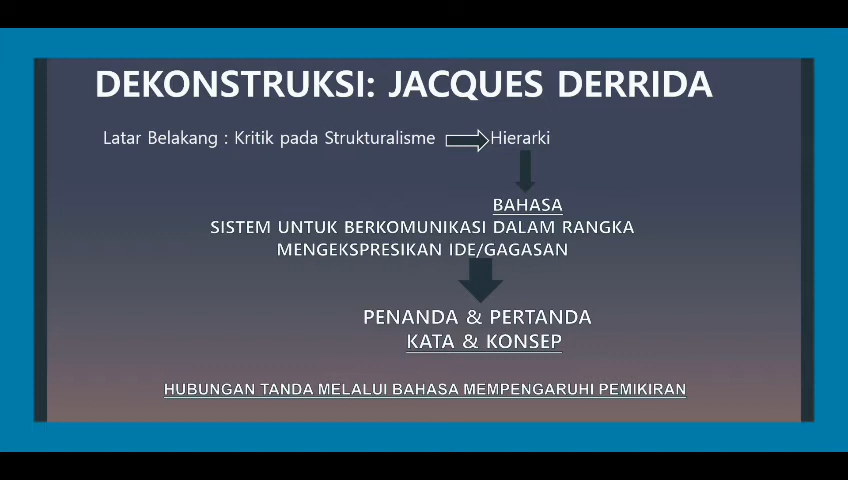 DEKONSTRUKSI: JACQUES DERRIDA
Latar Belakang : Kritik pada Strukturalisme Hierarki
BAHASA
SISTEM UNTUK BERKOMUNIKASI DALAM RANGKA
MENGEKSPRESIKAN IDE/GAGASAN
PENANDA & PERTANDA
KATA & KONSEP
HUBUNGAN TANDA MELALUI BAHASA MEMPENGARUHI PEMIKIRAN